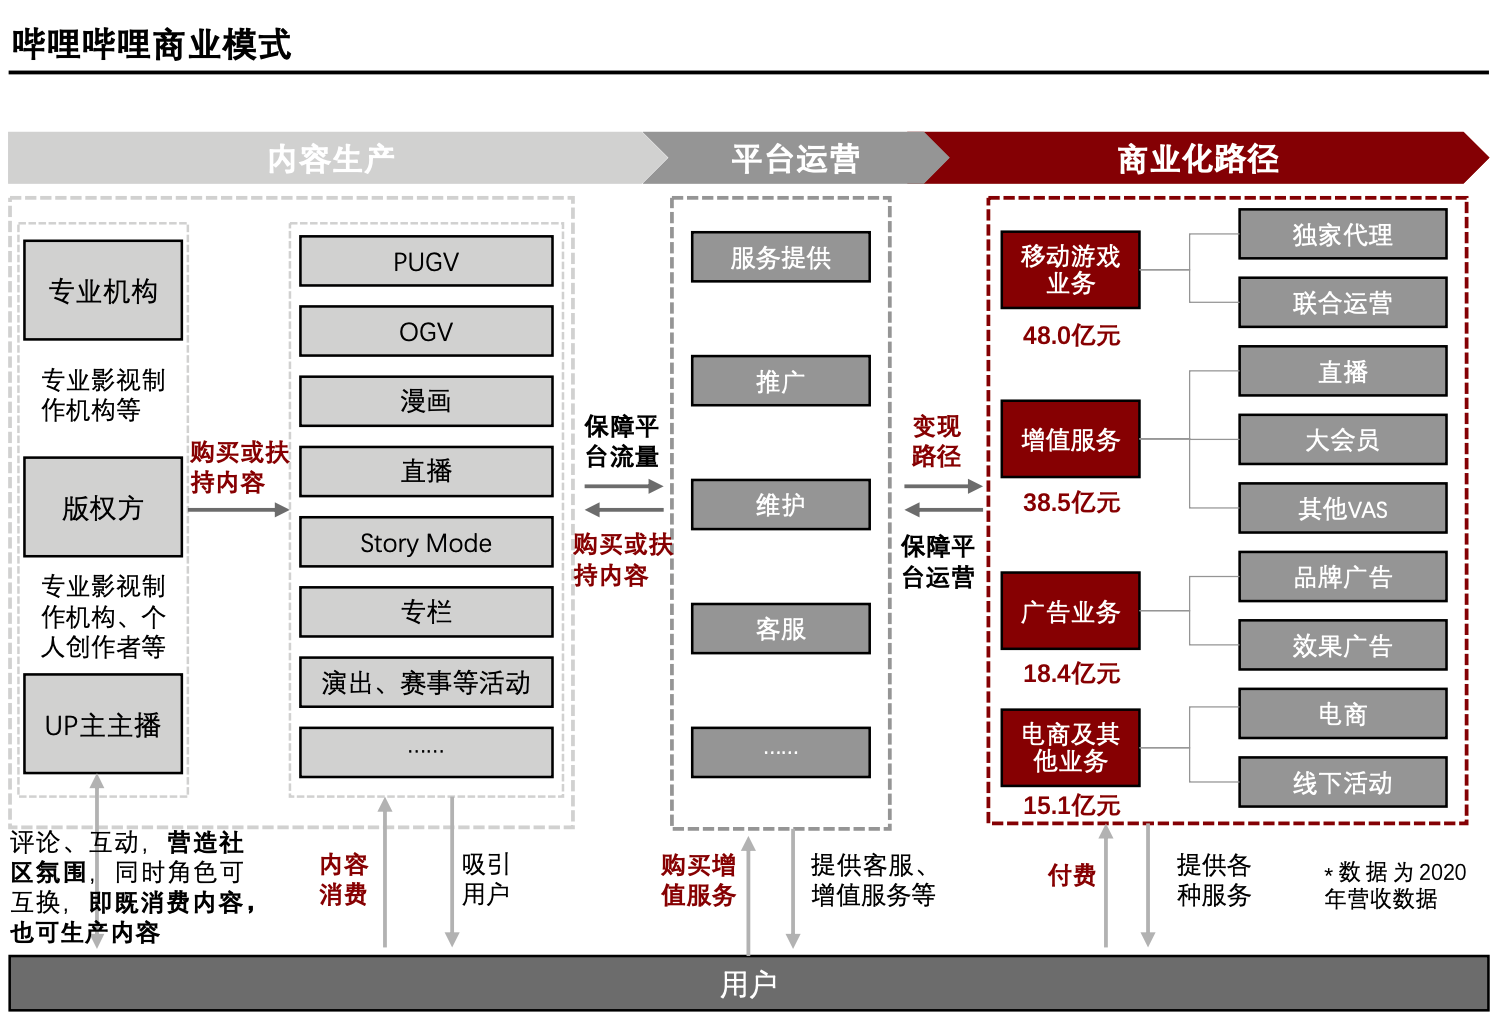 哔哩哔哩商业模式
内容生产
平台运营
商业化路径
专业机构
专业影视制
作机构等
版权方
专业影视制
作机构、个
人创作者等
UP主主播
购买或扶
持内容
PUGV
OGV
漫画
直播
Story Mode
专栏
演出、赛事等活动
……
保障平
台流量
购买或扶
持内容
服务提供
推广
维护
客服
……
变现
路径
保障平
台运营
移动游戏
业务
48.0亿元
增值服务
38.5亿元
广告业务
18.4亿元
电商及其
他业务
15.1亿元
独家代理
联合运营
直播
大会员
其他VAS
品牌广告
效果广告
电商
线下活动
评论、互动，营造社
区氛围，同时角色可
互换，即既消费内容，
也可生产内容
内容
消费
吸引
用户
购买增
值服务
提供客服、
增值服务等
付费
提供各
种服务
* 数据为2020
年营收数据
用户